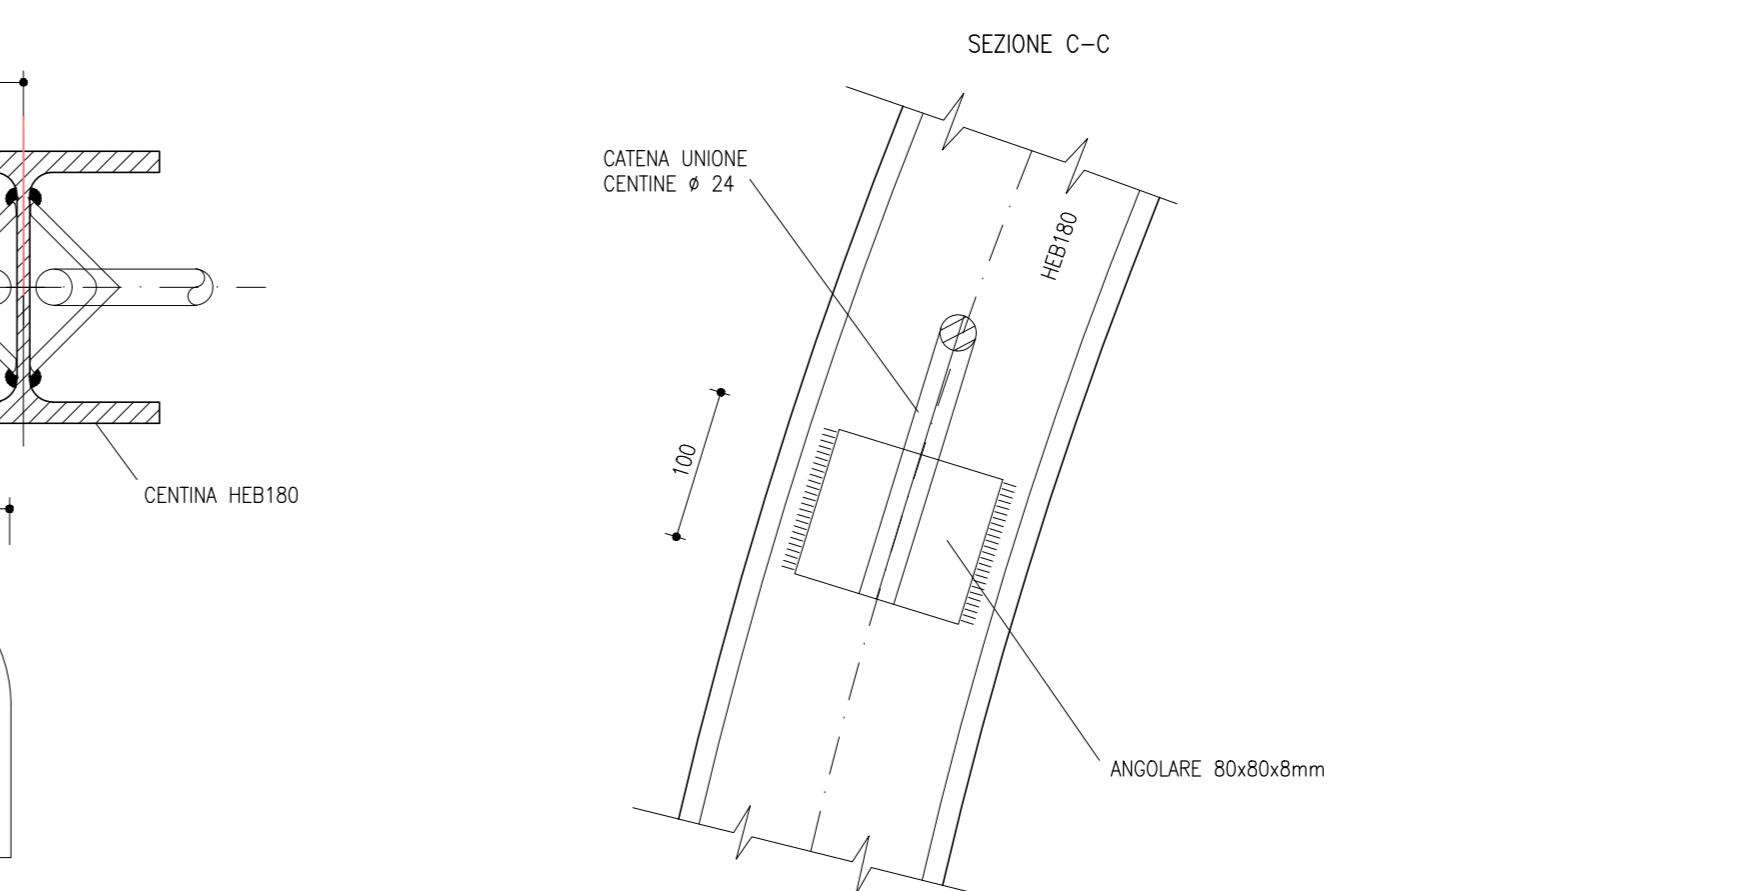 SEZIONE C-C
CATENA UNIONE
CENTINE ø 24
HEB180
100
CENTINA HEB180
ANGOLARE 80x80x8mm